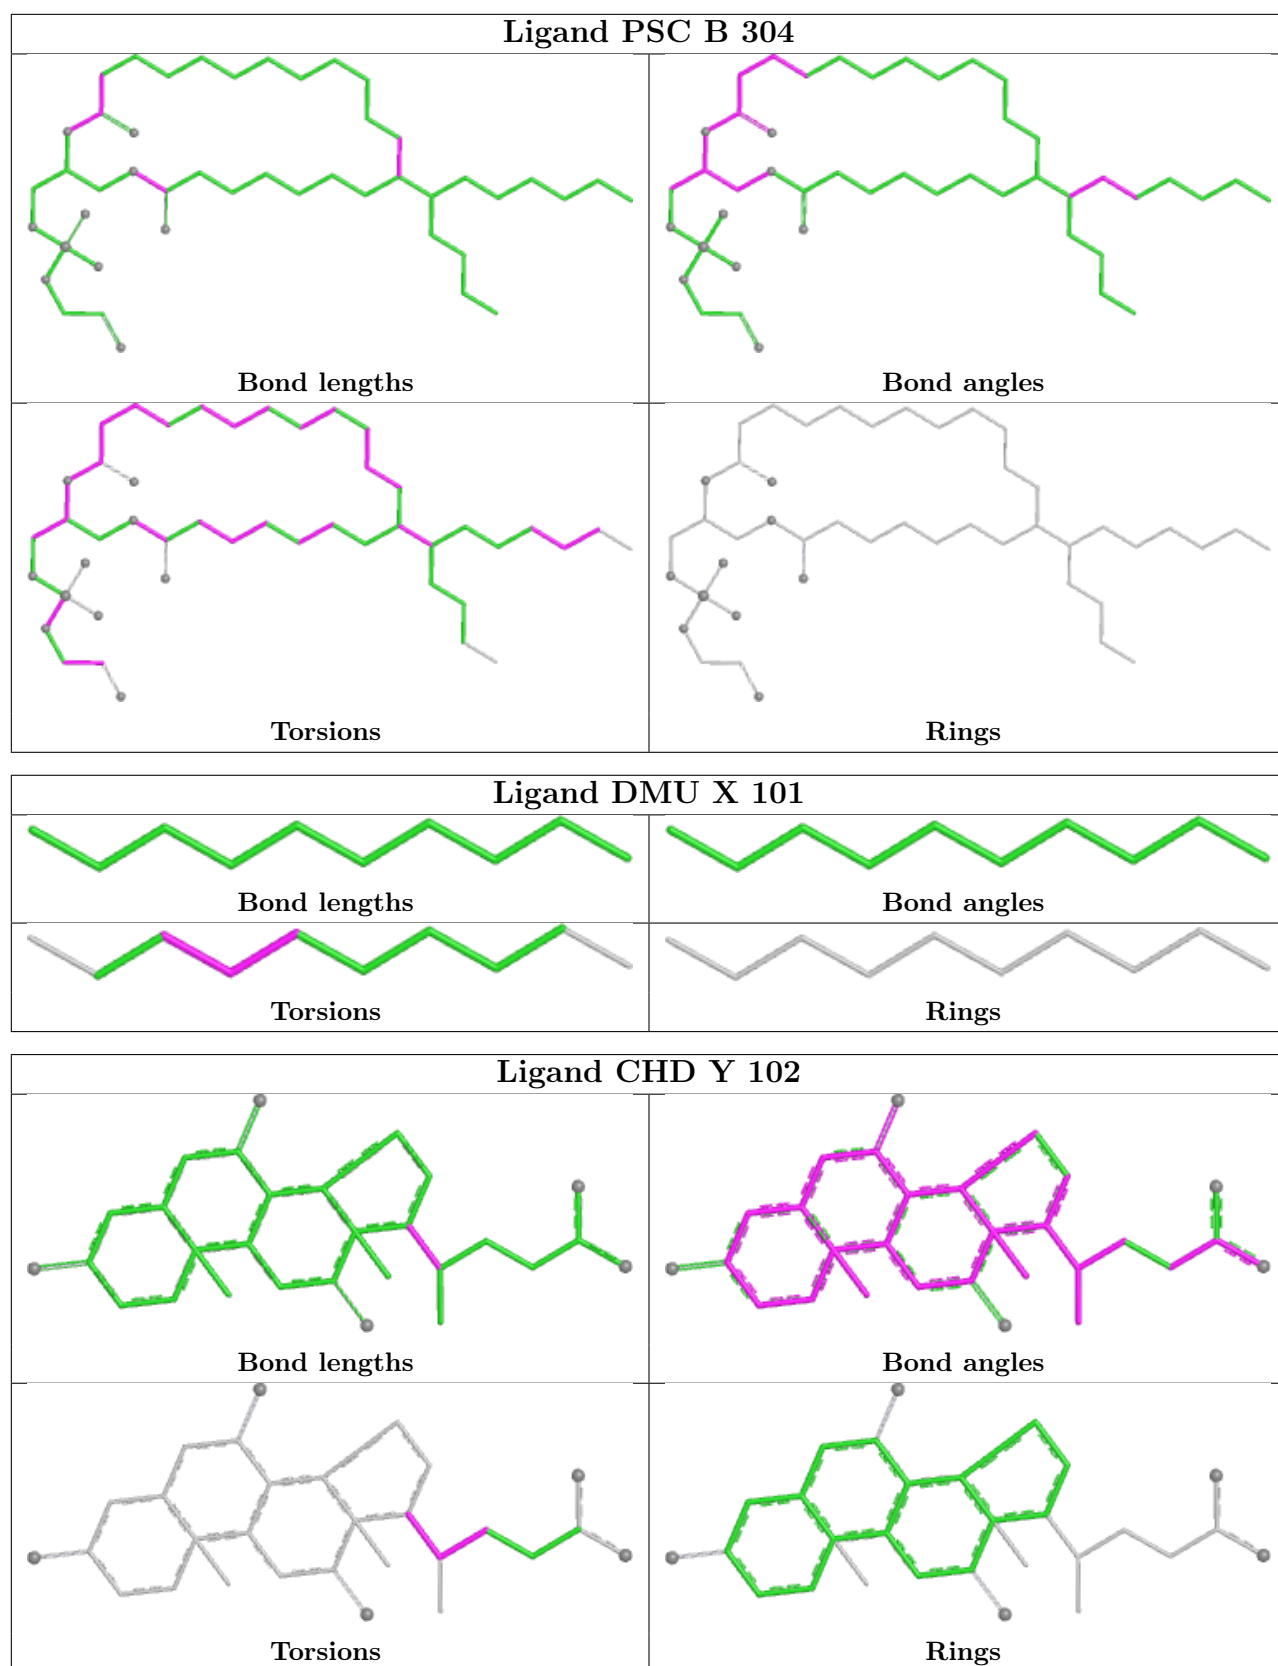 Ligand PSC B 304
Bond lengths
Bond angles
Torsions
Rings
Ligand DMU X 101
Bond lengths
Bond angles
Torsions
Rings
Ligand CHD Y 102
Bond lengths
Bond angles
Torsions
Rings